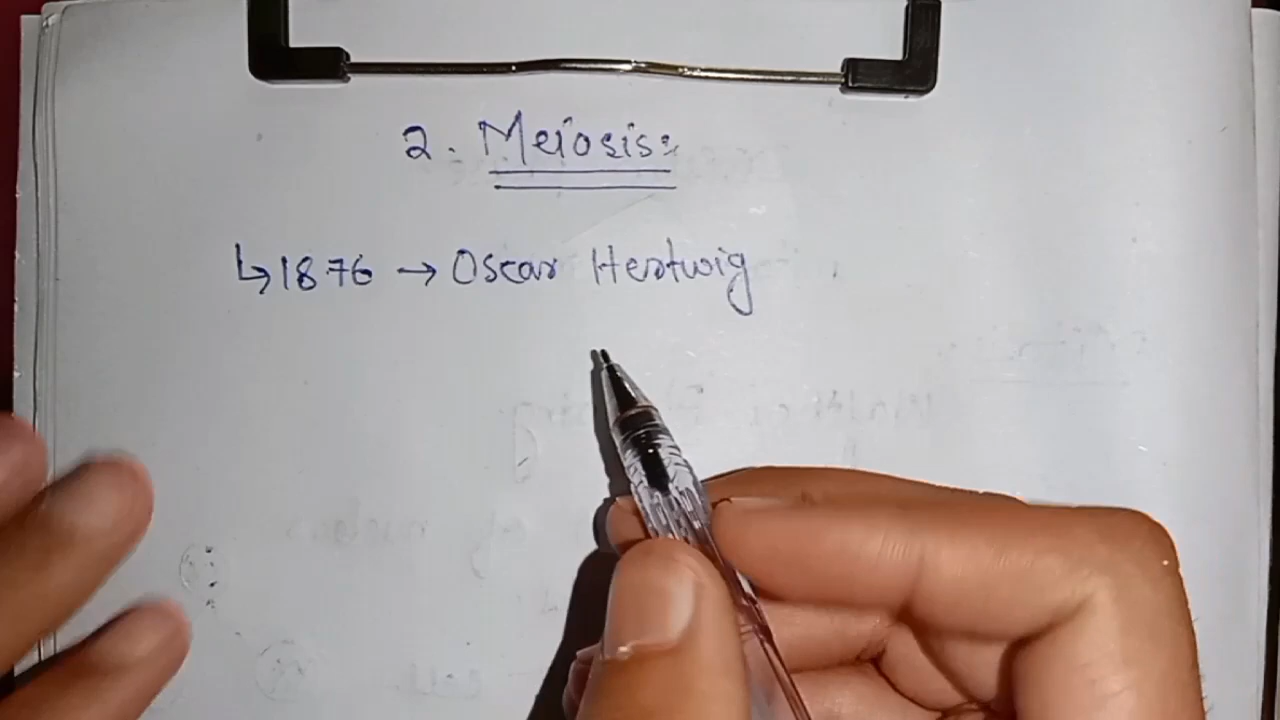 2. Meiosis:
↳ 1876 → Oscar Hertwig